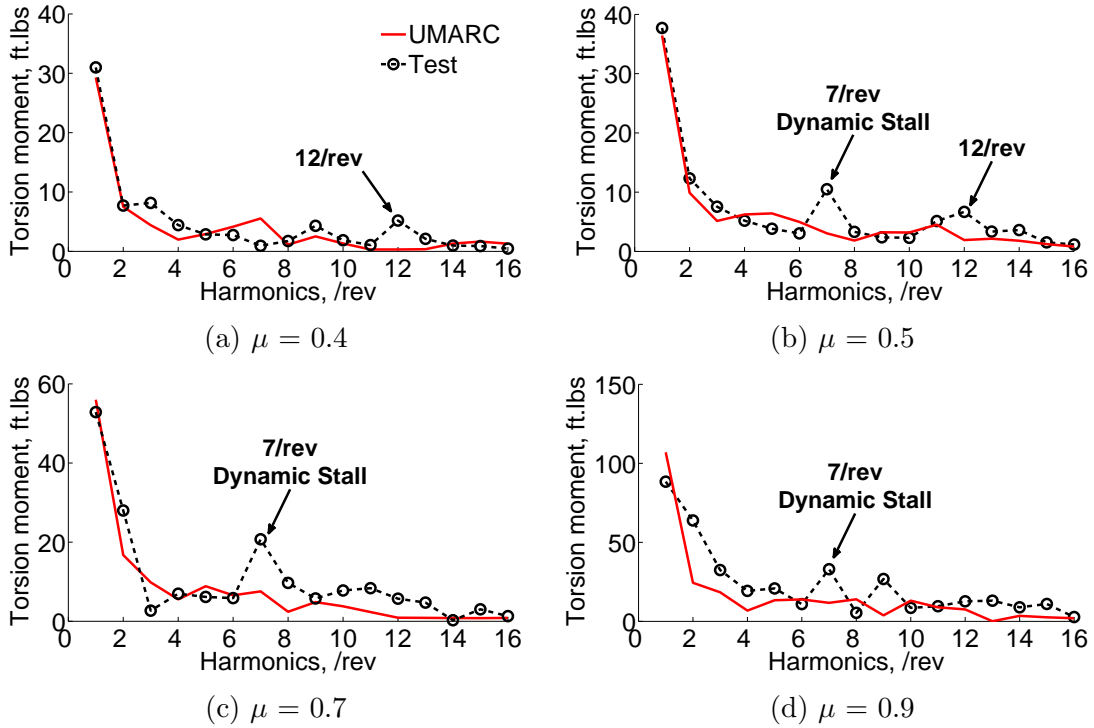 40
30
20
10
0
Torsion moment, ft.lbs
UMARC
Test
12/rev
0 2 4 6 8 10 12 14 16
Harmonics, /rev
(a) μ = 0.4
40
30
20
10
0
Torsion moment, ft.lbs
7/rev
Dynamic Stall
12/rev
0 2 4 6 8 10 12 14 16
Harmonics, /rev
(b) μ = 0.5
60
40
20
0
Torsion moment, ft.lbs
7/rev
Dynamic Stall
0 2 4 6 8 10 12 14 16
Harmonics, /rev
(c) μ = 0.7
150
100
50
0
Torsion moment, ft.lbs
7/rev
Dynamic Stall
0 2 4 6 8 10 12 14 16
Harmonics, /rev
(d) μ = 0.9